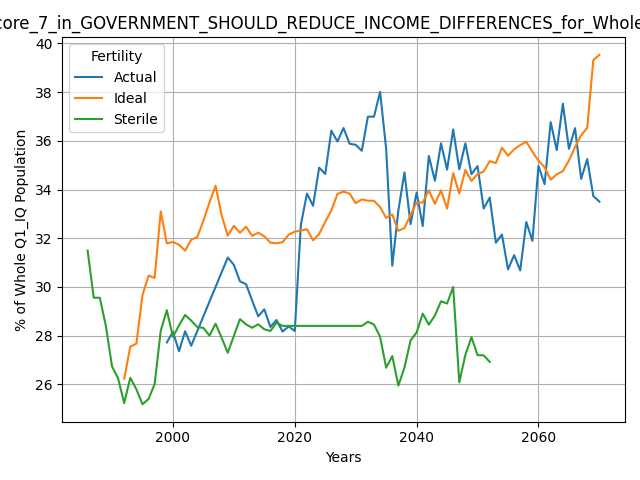 core_7_in_GOVERNMENT_SHOULD_REDUCE_INCOME_DIFFERENCES_for_Whole
Fertility
Actual
Ideal
Sterile
% of Whole Q1_IQ Population
40
38
36
34
32
30
28
26
2000
2020
2040
2060
Years